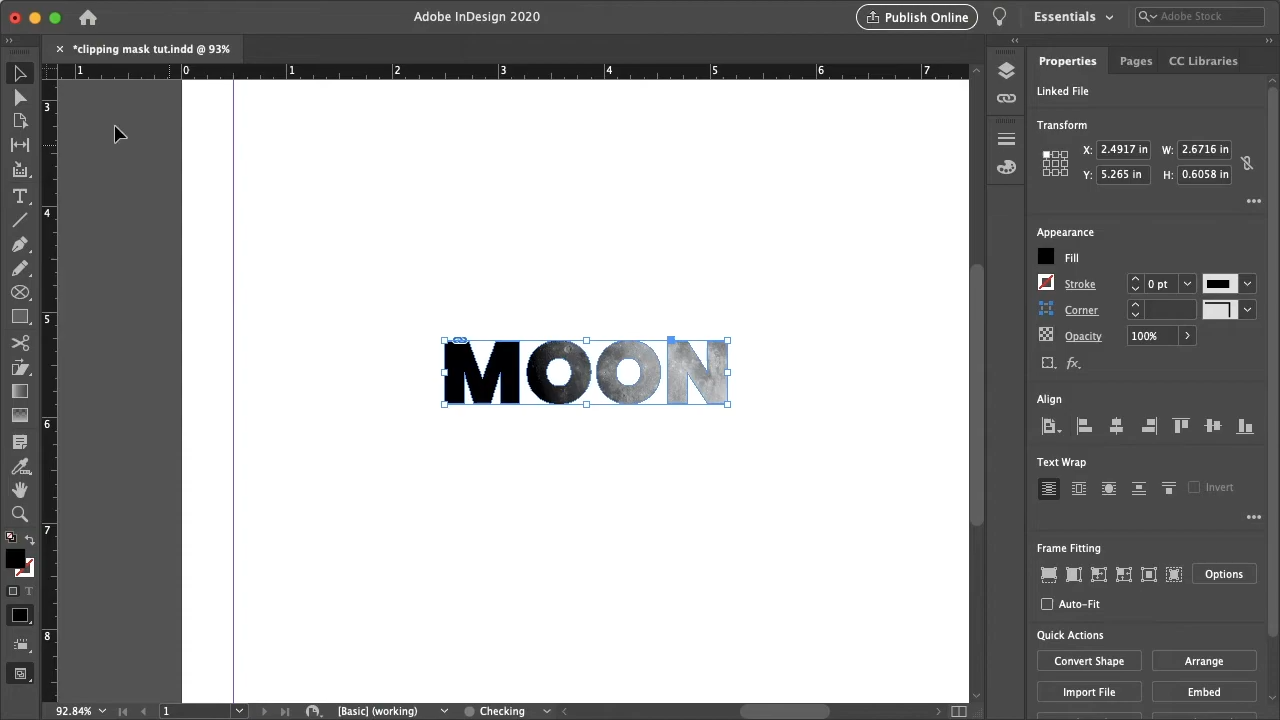 Adobe InDesign 2020
Publish Online
Essentials
Adobe Stock
*clipping mask tut.indd @ 93%
1 0 1 2 3 4 5 6 7
3
4
5
6
7
8
MOON
Properties
Pages
CC Libraries
Linked File
Transform
X: 2.4917 in W: 2.6716 in
Y: 5.265 in H: 0.6058 in
Appearance
Fill
Stroke 0 pt
Corner
Opacity 100%
fx.
Align
Text Wrap
Invert
Frame Fitting
Options
Auto-Fit
Quick Actions
Convert Shape
Arrange
Import File
Embed
92.84%
1
[Basic] (working)
Checking